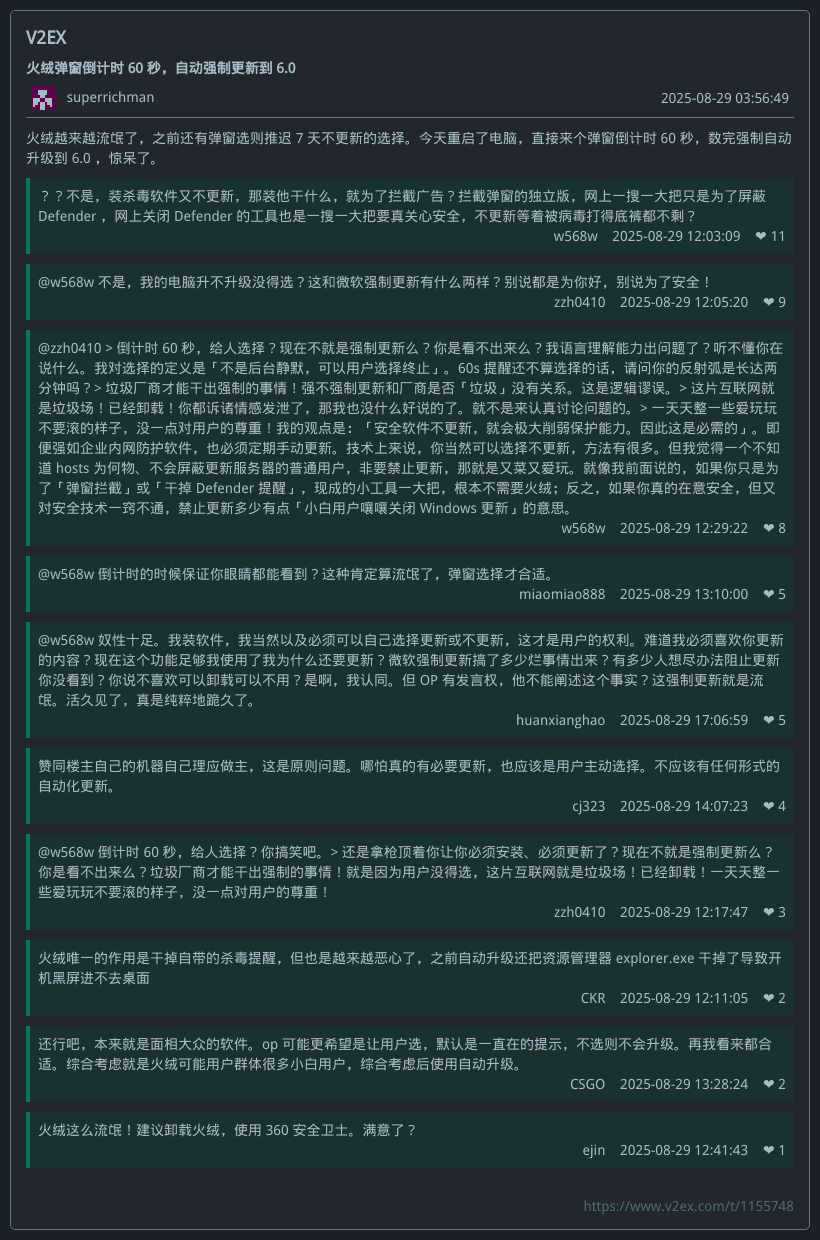 V2EX
火绒弹窗倒计时 60 秒，自动强制更新到 6.0
superrichman 2025-08-29 03:56:49
火绒越来越流氓了，之前还有弹窗选则推迟 7 天不更新的选择。今天重启了电脑，直接来个弹窗倒计时 60 秒，数完强制自动
升级到 6.0 ，惊呆了。
？？不是，装杀毒软件又不更新，那装他干什么，就为了拦截广告？拦截弹窗的独立版，网上一搜一大把只是为了屏蔽
Defender ，网上关闭 Defender 的工具也是一搜一大把要真关心安全，不更新等着被病毒打得底裤都不剩？
w568w 2025-08-29 12:03:09 ❤ 11
@w568w 不是，我的电脑升不升级没得选？这和微软强制更新有什么两样？别说都是为你好，别说为了安全！
zzh0410 2025-08-29 12:05:20 ❤ 9
@zzh0410 > 倒计时 60 秒，给人选择？现在不就是强制更新么？你是看不出来么？我语言理解能力出问题了？听不懂你在
说什么。我对选择的定义是「不是后台静默，可以用户选择终止」。60s 提醒还不算选择的话，请问你的反射弧是长达两
分钟吗？> 垃圾厂商才能干出强制的事情！强不强制更新和厂商是否「垃圾」没有关系。这是逻辑谬误。> 这片互联网就
是垃圾场！已经卸载！你都诉诸情感发泄了，那我也没什么好说的了。就不是来认真讨论问题的。> 一天天整一些爱玩玩
不要滚的样子，没一点对用户的尊重！我的观点是：「安全软件不更新，就会极大削弱保护能力。因此这是必需的」。即
便强如企业内网防护软件，也必须定期手动更新。技术上来说，你当然可以选择不更新，方法有很多。但我觉得一个不知
道 hosts 为何物、不会屏蔽更新服务器的普通用户，非要禁止更新，那就是又菜又爱玩。就像我前面说的，如果你只是为
了「弹窗拦截」或「干掉 Defender 提醒」，现成的小工具一大把，根本不需要火绒；反之，如果你真的在意安全，但又
对安全技术一窍不通，禁止更新多少有点「小白用户嚷嚷关闭 Windows 更新」的意思。
w568w 2025-08-29 12:29:22 ❤ 8
@w568w 倒计时的时候保证你眼睛都能看到？这种肯定算流氓了，弹窗选择才合适。
miaomiao888 2025-08-29 13:10:00 ❤ 5
@w568w 奴性十足。我装软件，我当然以及必须可以自己选择更新或不更新，这才是用户的权利。难道我必须喜欢你更新
的内容？现在这个功能足够我使用了我为什么还要更新？微软强制更新搞了多少烂事情出来？有多少人想尽办法阻止更新
你没看到？你说不喜欢可以卸载可以不用？是啊，我认同。但 OP 有发言权，他不能阐述这个事实？这强制更新就是流
氓。活久见了，真是纯粹地跪久了。
huanxianghao 2025-08-29 17:06:59 ❤ 5
赞同楼主自己的机器自己理应做主，这是原则问题。哪怕真的有必要更新，也应该是用户主动选择。不应该有任何形式的
自动化更新。
cj323 2025-08-29 14:07:23 ❤ 4
@w568w 倒计时 60 秒，给人选择？你搞笑吧。> 还是拿枪顶着你让你必须安装、必须更新了？现在不就是强制更新么？
你是看不出来么？垃圾厂商才能干出强制的事情！就是因为用户没得选，这片互联网就是垃圾场！已经卸载！一天天整一
些爱玩玩不要滚的样子，没一点对用户的尊重！
zzh0410 2025-08-29 12:17:47 ❤ 3
火绒唯一的作用是干掉自带的杀毒提醒，但也是越来越恶心了，之前自动升级还把资源管理器 explorer.exe 干掉了导致开
机黑屏进不去桌面
CKR 2025-08-29 12:11:05 ❤ 2
还行吧，本来就是面相大众的软件。op 可能更希望是让用户选，默认是一直在的提示，不选则不会升级。再我看来都合
适。综合考虑就是火绒可能用户群体很多小白用户，综合考虑后使用自动升级。
CSGO 2025-08-29 13:28:24 ❤ 2
火绒这么流氓！建议卸载火绒，使用 360 安全卫士。满意了？
ejin 2025-08-29 12:41:43 ❤ 1
https://www.v2ex.com/t/1155748